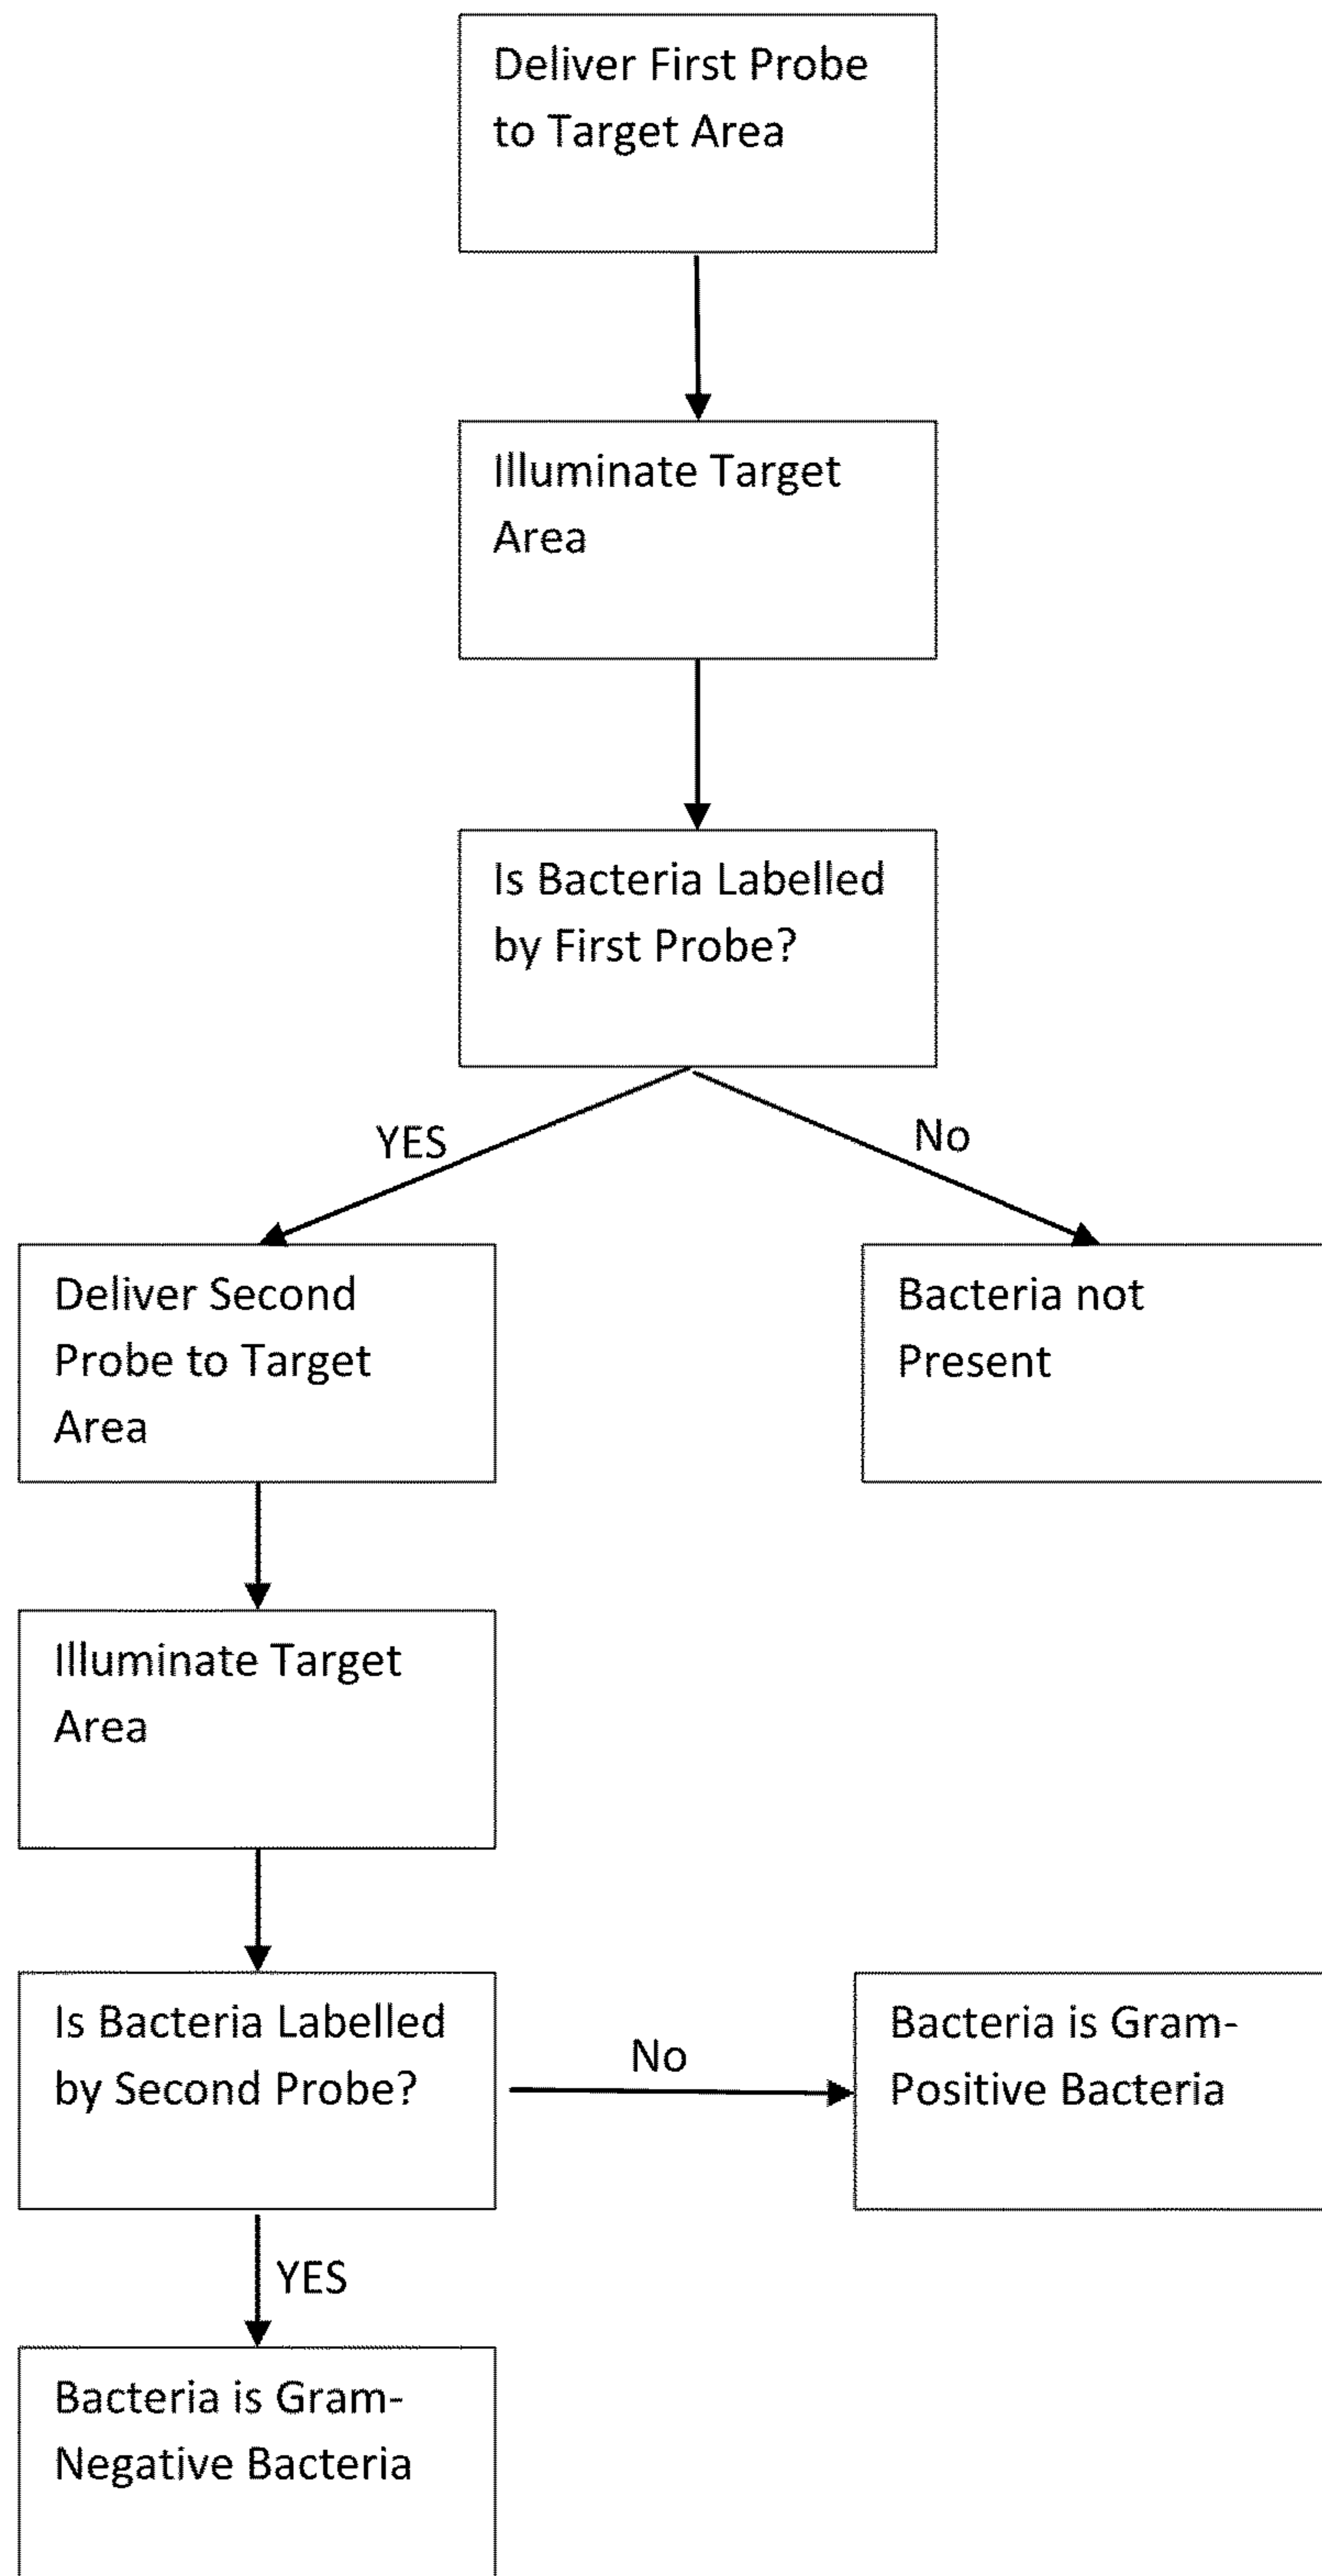 Deliver First Probe
to Target Area
Illuminate Target
Area
Is Bacteria Labelled
by First Probe?
YES
No
Deliver Second
Probe to Target
Area
Bacteria not
Present
Illuminate Target
Area
Is Bacteria Labelled
by Second Probe?
No
Bacteria is Gram-
Positive Bacteria
YES
Bacteria is Gram-
Negative Bacteria